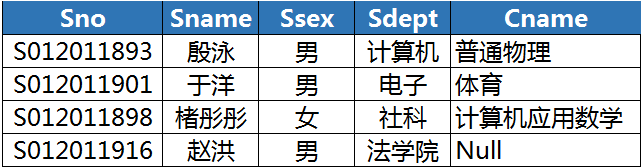 Sno Sname Ssex Sdept Cname
S012011893 殷泳 男 计算机 普通物理
S012011901 于洋 男 电子 体育
S012011898 楮彤彤 女 社科 计算机应用数学
S012011916 赵洪 男 法学院 Null